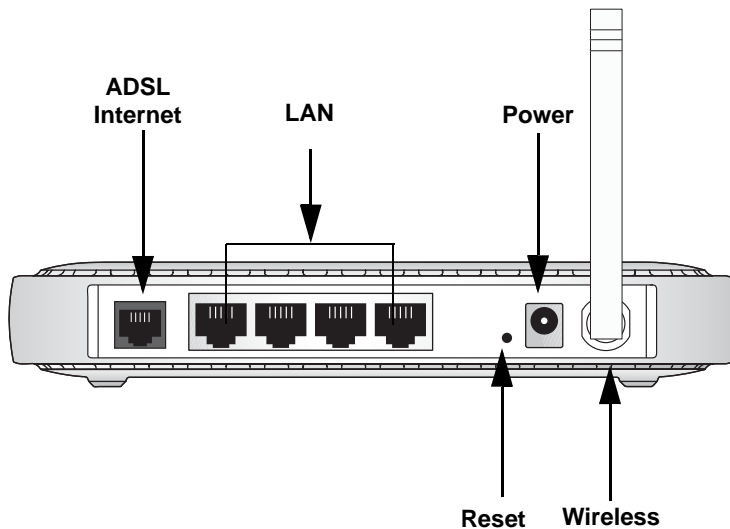 ADSL
Internet
LAN
Power
Reset
Wireless